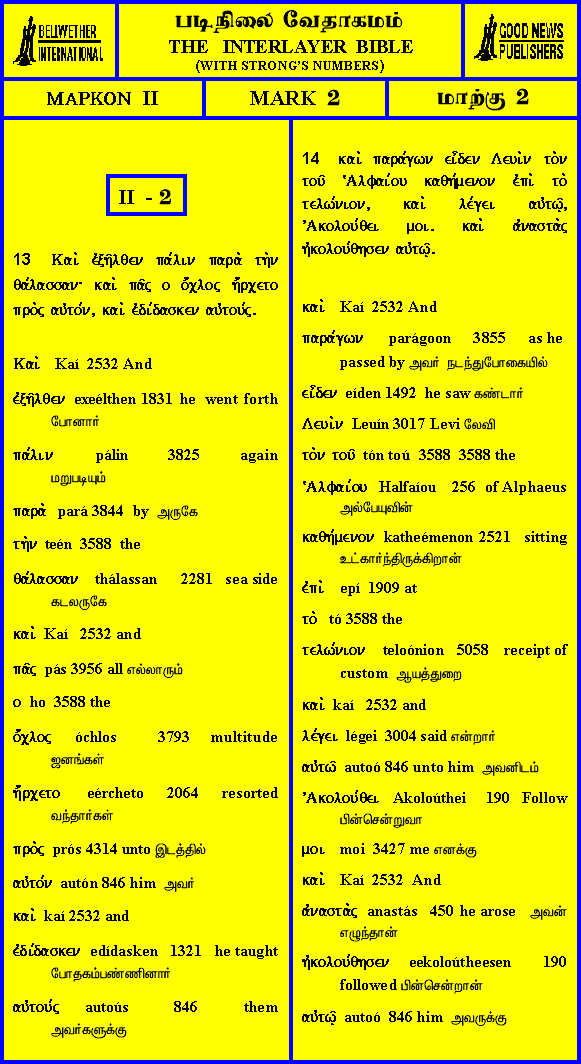 BELLWETHER
INTERNATIONAL
படிநிலை வேதாகமம்
THE INTERLAYER BIBLE
(WITH STRONG'S NUMBERS)
GOOD NEWS
PUBLISHERS
ΜΑΡΚΟΝ II
MARK 2
மாற்கு 2
II - 2
13 Καὶ ἐξῆλθεν πάλιν παρὰ τὴν
θάλασσαν· καὶ πᾶς ο ὄχλος ἤρχετο
πρὸς αὐτόν, καὶ ἐδίδασκεν αὐτούς.
Καὶ Kaí 2532 And
ἐξῆλθεν exeélthen 1831 he went forth
போனார்
πάλιν pálin 3825 again
மறுபடியும்
παρὰ pará 3844 by அருகே
τὴν teén 3588 the
θάλασσαν thálassan 2281 sea side
கடலருகே
καὶ Kaí 2532 and
πᾶς pás 3956 all எல்லாரும்
ο ho 3588 the
ὄχλος óchlos 3793 multitude
ஜனங்கள்
ἤρχετο eércheto 2064 resorted
வந்தார்கள்
πρὸς prós 4314 unto இடத்தில்
αὐτόν autón 846 him அவர்
καὶ kaí 2532 and
ἐδίδασκεν edídasken 1321 he taught
போதகம்பண்ணினார்
αὐτούς autoús 846 them
அவர்களுக்கு
14 καὶ παράγων εἶδεν Λευὶν τὸν
τοῦ Ἁλφαίου καθήμενον ἐπὶ τὸ
τελώνιον, καὶ λέγει αὐτῷ,
Ἀκολούθει μοι. καὶ ἀναστὰς
ἠκολούθησεν αὐτῷ.
καὶ Kaí 2532 And
παράγων parágoon 3855 as he
passed by அவர் நடந்துபோகையில்
εἶδεν eíden 1492 he saw கண்டார்
Λευὶν Leuín 3017 Levi லேவி
τὸν τοῦ tón toú 3588 3588 the
Ἁλφαίου Halfaíou 256 of Alphaeus
அல்பேயுவின்
καθήμενον katheémenon 2521 sitting
உட்கார்ந்திருக்கிறான்
ἐπὶ epí 1909 at
τὸ tó 3588 the
τελώνιον teloónion 5058 receipt of
custom ஆயத்துறை
καὶ kaí 2532 and
λέγει légei 3004 said என்றார்
αὐτῷ autoó 846 unto him அவனிடம்
Ἀκολούθει Akoloúthei 190 Follow
பின்சென்றுவா
μοι moi 3427 me எனக்கு
καὶ Kaí 2532 And
ἀναστὰς anastás 450 he arose அவன்
எழுந்தான்
ἠκολούθησεν eekoloútheesen 190
followed பின்சென்றான்
αὐτῷ autoó 846 him அவருக்கு